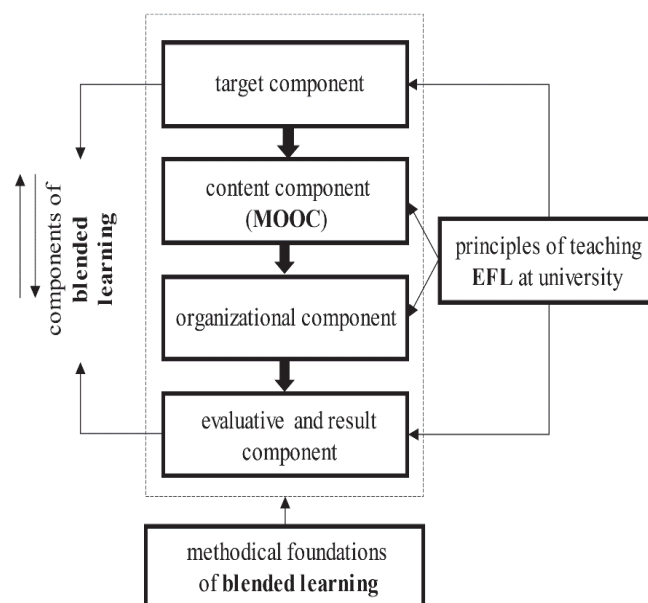 target component
content component
(MOOC)
organizational component
evaluative and result
component
components of
blended
learning
principles of teaching
EFL at university
methodical foundations
of blended learning